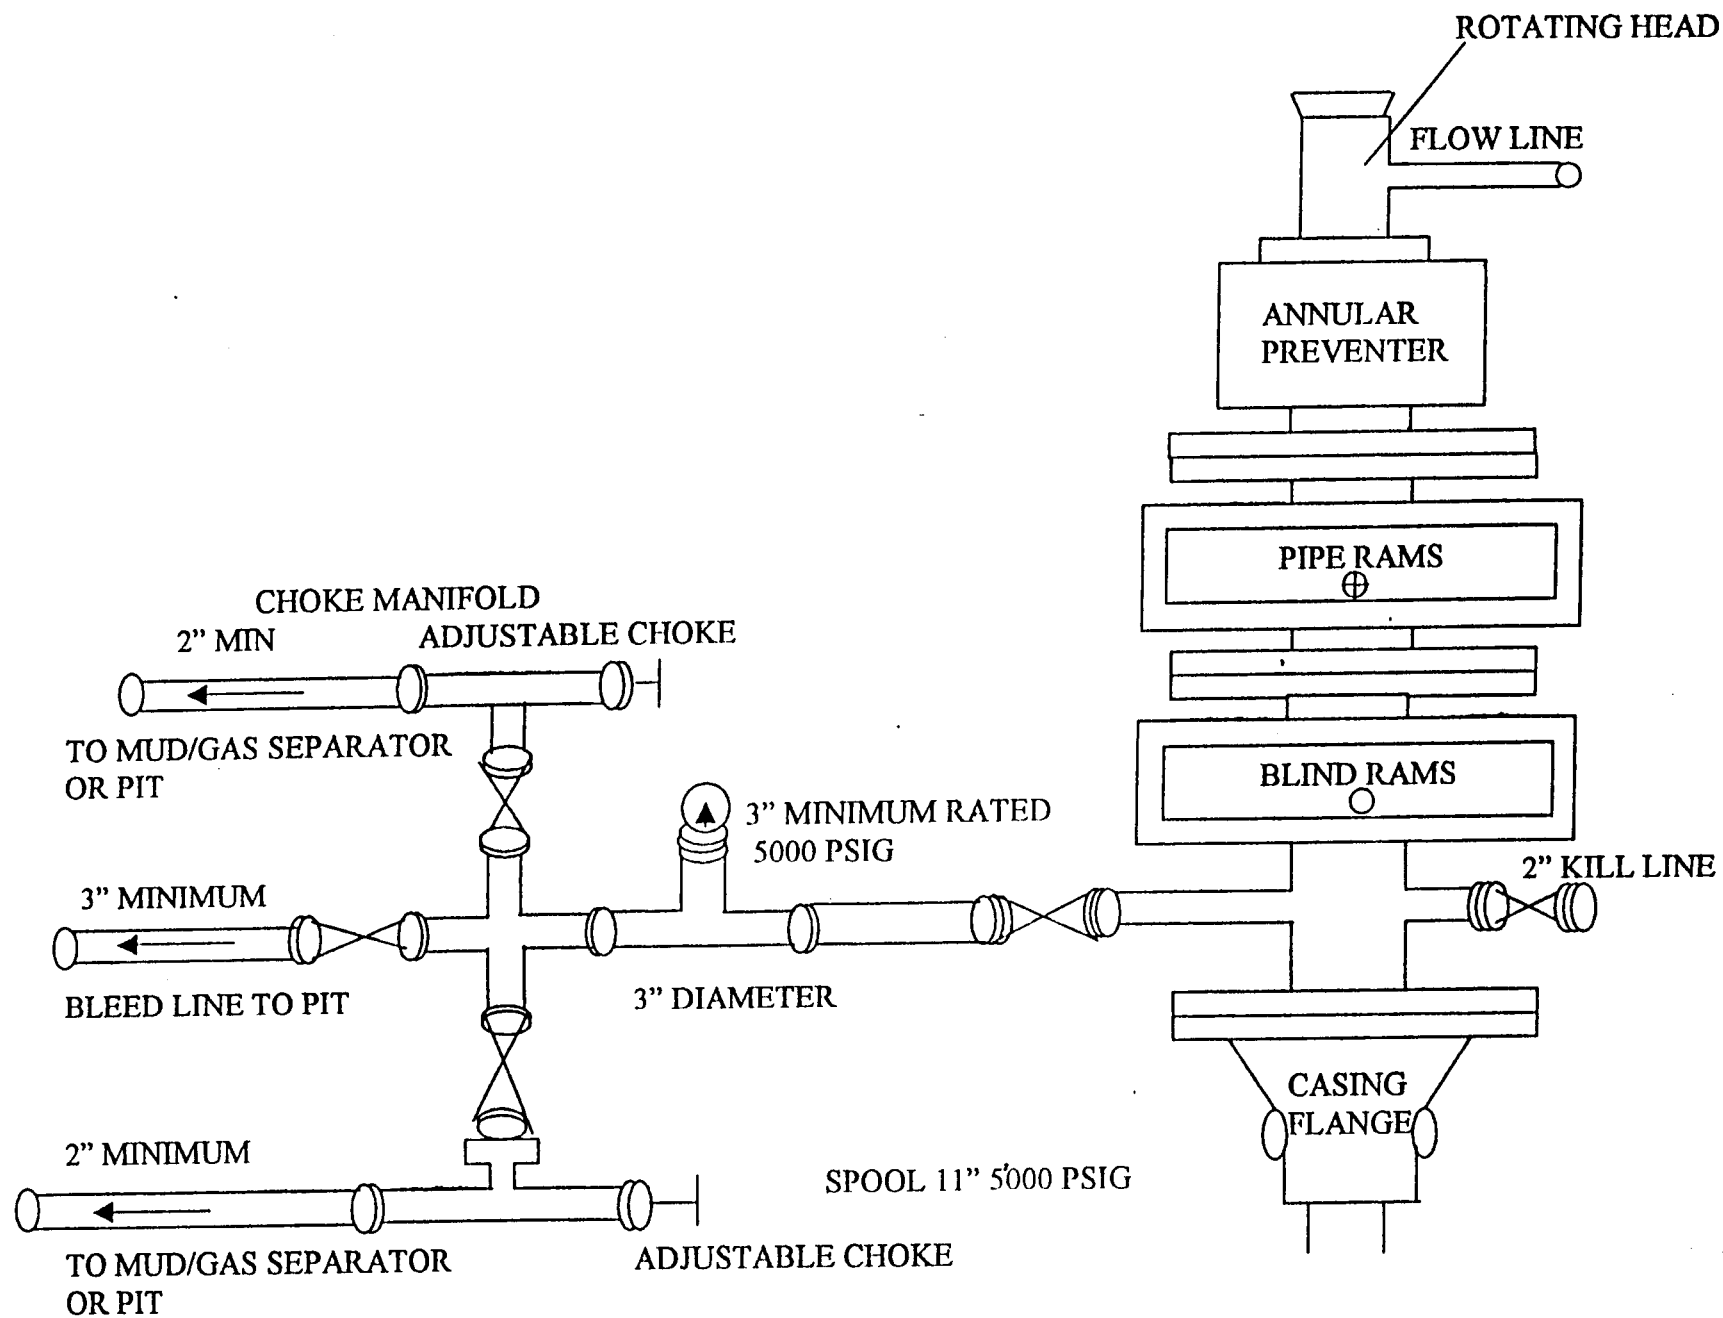 ROTATING HEAD
FLOW LINE
ANNULAR
PREVENTER
PIPE RAMS
CHOKE MANIFOLD
2” MIN
ADJUSTABLE CHOKE
TO MUD/GAS SEPARATOR
OR PIT
BLIND RAMS
3” MINIMUM RATED
5000 PSIG
2” KILL LINE
3” MINIMUM
BLEED LINE TO PIT
3” DIAMETER
CASING
FLANGE
2” MINIMUM
SPOOL 11” 5'000 PSIG
TO MUD/GAS SEPARATOR
OR PIT
ADJUSTABLE CHOKE